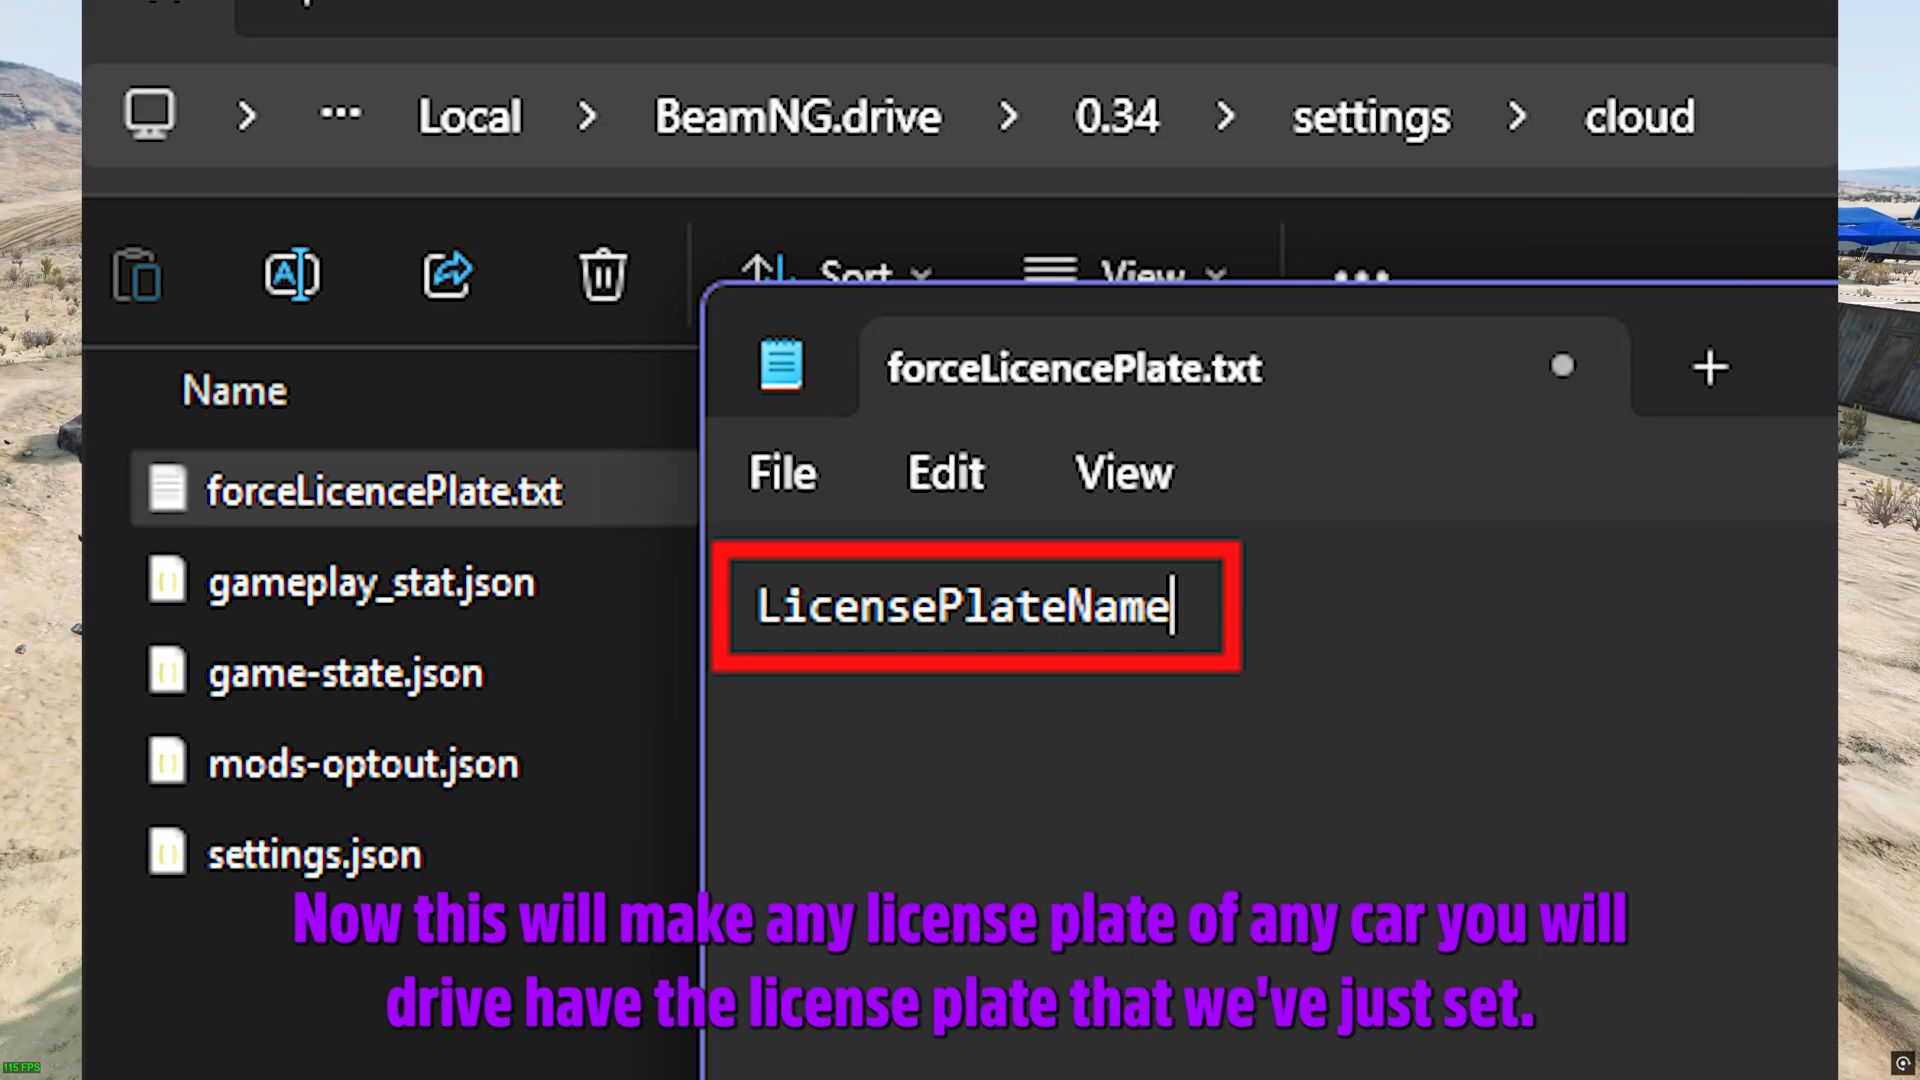 Local
BeamNG.drive
0.34
settings
cloud
Sort
View
forceLicencePlate.txt
Name
File
Edit
View
forceLicencePlate.txt
gameplay_stat.json
LicensePlateName
game-state.json
mods-optout.json
settings.json
Now this will make any license plate of any car you will
drive have the license plate that we've just set.
115 FPS